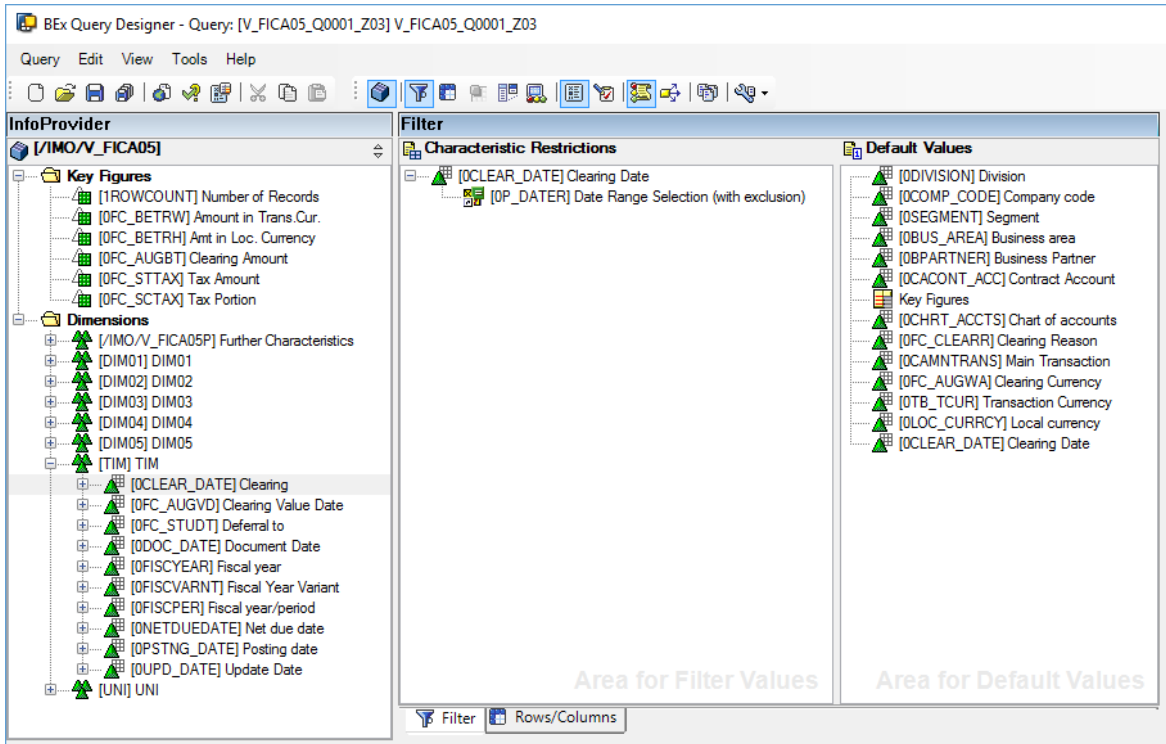 BEx Query Designer - Query: [V_FICA05_Q0001_Z03] V_FICA05_Q0001_Z03
Query Edit View Tools Help
InfoProvider
[/IMO/V_FICA05]
Key Figures
[1ROWCOUNT] Number of Records
[0FC_BETRW] Amount in Trans.Cur.
[0FC_BETRH] Amt in Loc. Currency
[0FC_AUGBT] Clearing Amount
[0FC_STTAX] Tax Amount
[0FC_SCTAX] Tax Portion
Dimensions
[/IMO/V_FICA05P] Further Characteristics
[DIM01] DIM01
[DIM02] DIM02
[DIM03] DIM03
[DIM04] DIM04
[DIM05] DIM05
[TIM] TIM
[0CLEAR_DATE] Clearing
[0FC_AUGVD] Clearing Value Date
[0FC_STUDT] Deferral to
[0DOC_DATE] Document Date
[0FISCYEAR] Fiscal year
[0FISCVARNT] Fiscal Year Variant
[0FISCPER] Fiscal year/period
[0NETDUEDATE] Net due date
[0PSTNG_DATE] Posting date
[0UPD_DATE] Update Date
[UNI] UNI
Filter
Characteristic Restrictions
[0CLEAR_DATE] Clearing Date
[0P_DATER] Date Range Selection (with exclusion)
Area for Filter Values
Default Values
[0DIVISION] Division
[0COMP_CODE] Company code
[0SEGMENT] Segment
[0BUS_AREA] Business area
[0BPARTNER] Business Partner
[0CACONT_ACC] Contract Account
Key Figures
[0CHRT_ACCTS] Chart of accounts
[0FC_CLEARR] Clearing Reason
[0CAMNTRANS] Main Transaction
[0FC_AUGWA] Clearing Currency
[0TB_TCUR] Transaction Currency
[0LOC_CURRCY] Local currency
[0CLEAR_DATE] Clearing Date
Area for Default Values
Filter
Rows/Columns